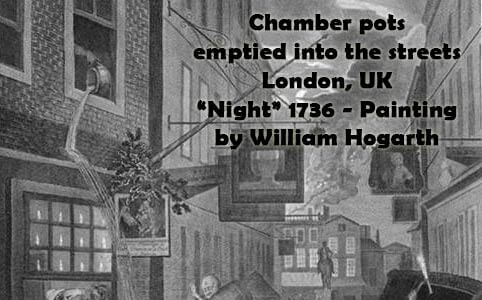 Chamber pots
emptied into the streets
London, UK
“Night” 1736 - Painting
by William Hogarth